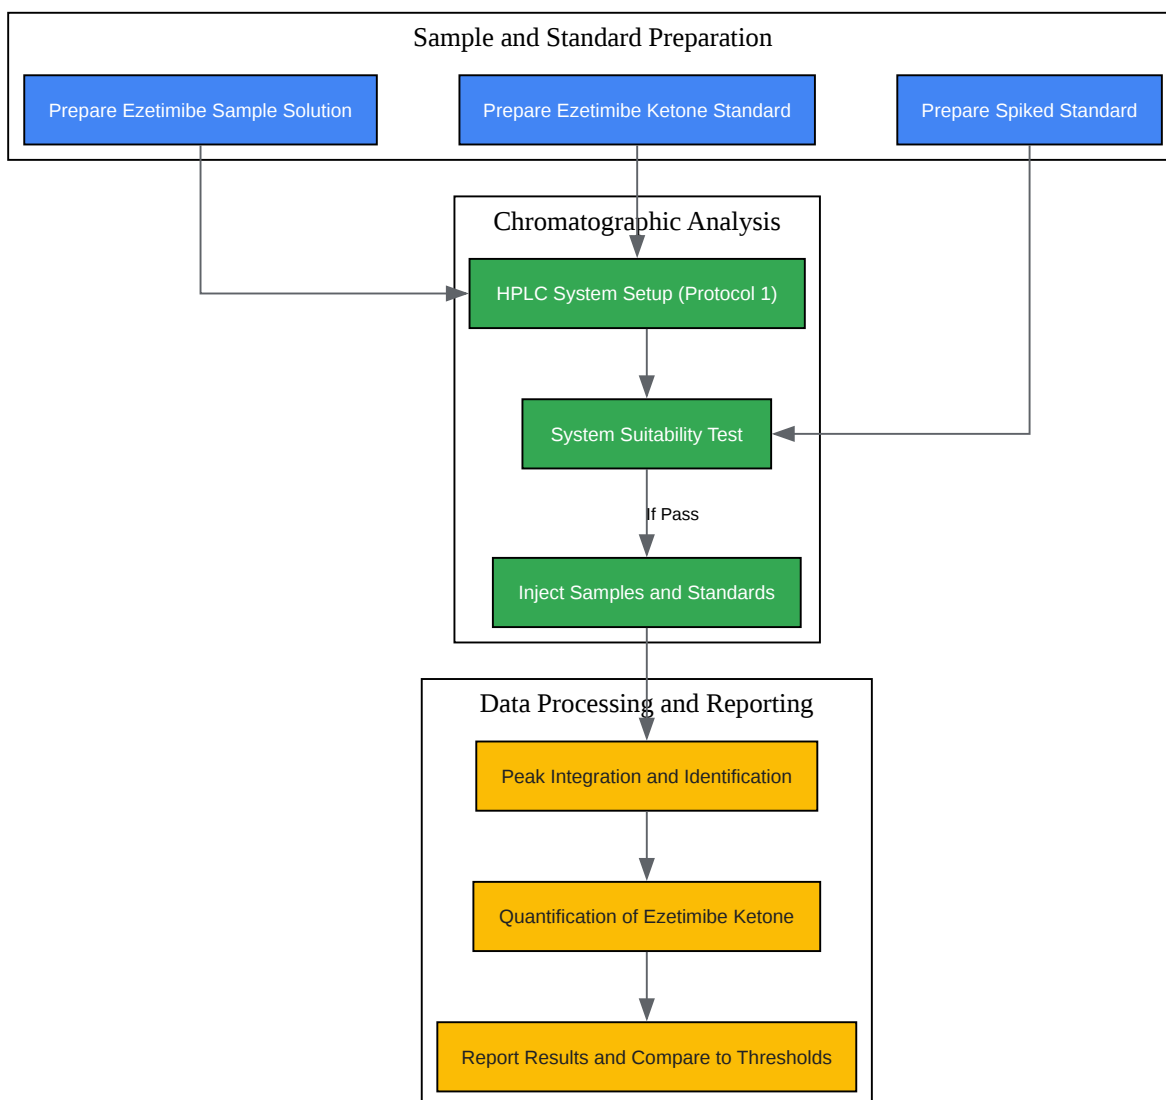 Sample and Standard Preparation
Prepare Ezetimibe Sample Solution
Prepare Ezetimibe Ketone Standard
Prepare Spiked Standard
Chromatographic Analysis
HPLC System Setup (Protocol 1)
System Suitability Test
If Pass
Inject Samples and Standards
Data Processing and Reporting
Peak Integration and Identification
Quantification of Ezetimibe Ketone
Report Results and Compare to Thresholds